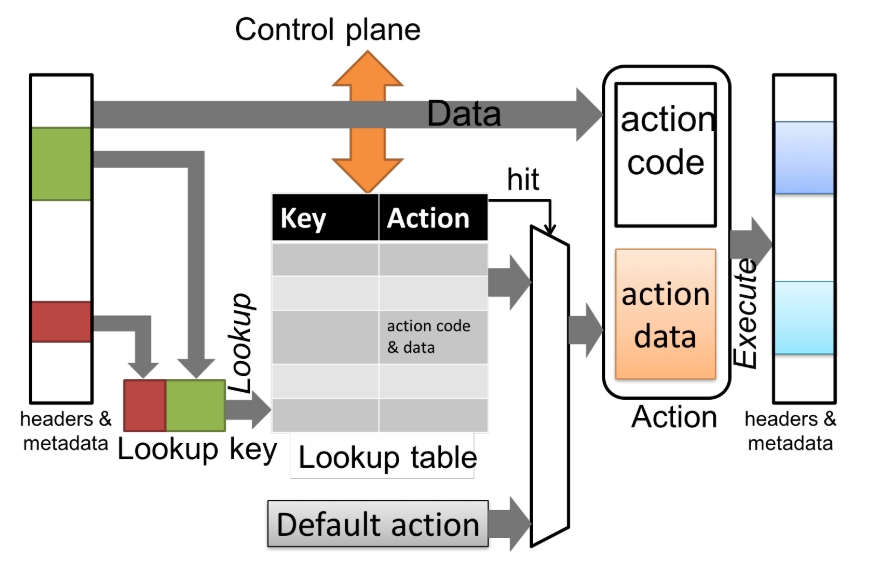 Control plane
Data
action
code
hit
Key Action
action code
& data
action
data
Lookup
Execute
headers &
metadata
Lookup key
Lookup table
Action
headers &
metadata
Default action